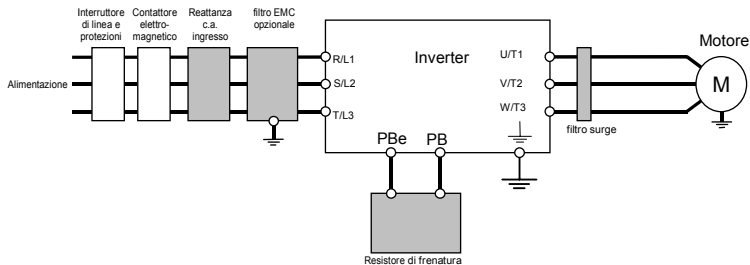 Interruttore
di linea e
protezioni
Contattore
elettro-
magnetico
Reattanza
c.a.
ingresso
filtro EMC
opzionale
Alimentazione
R/L1
S/L2
T/L3
Inverter
U/T1
V/T2
W/T3
PBe
PB
filtro surge
Motore
M
Resistore di frenatura